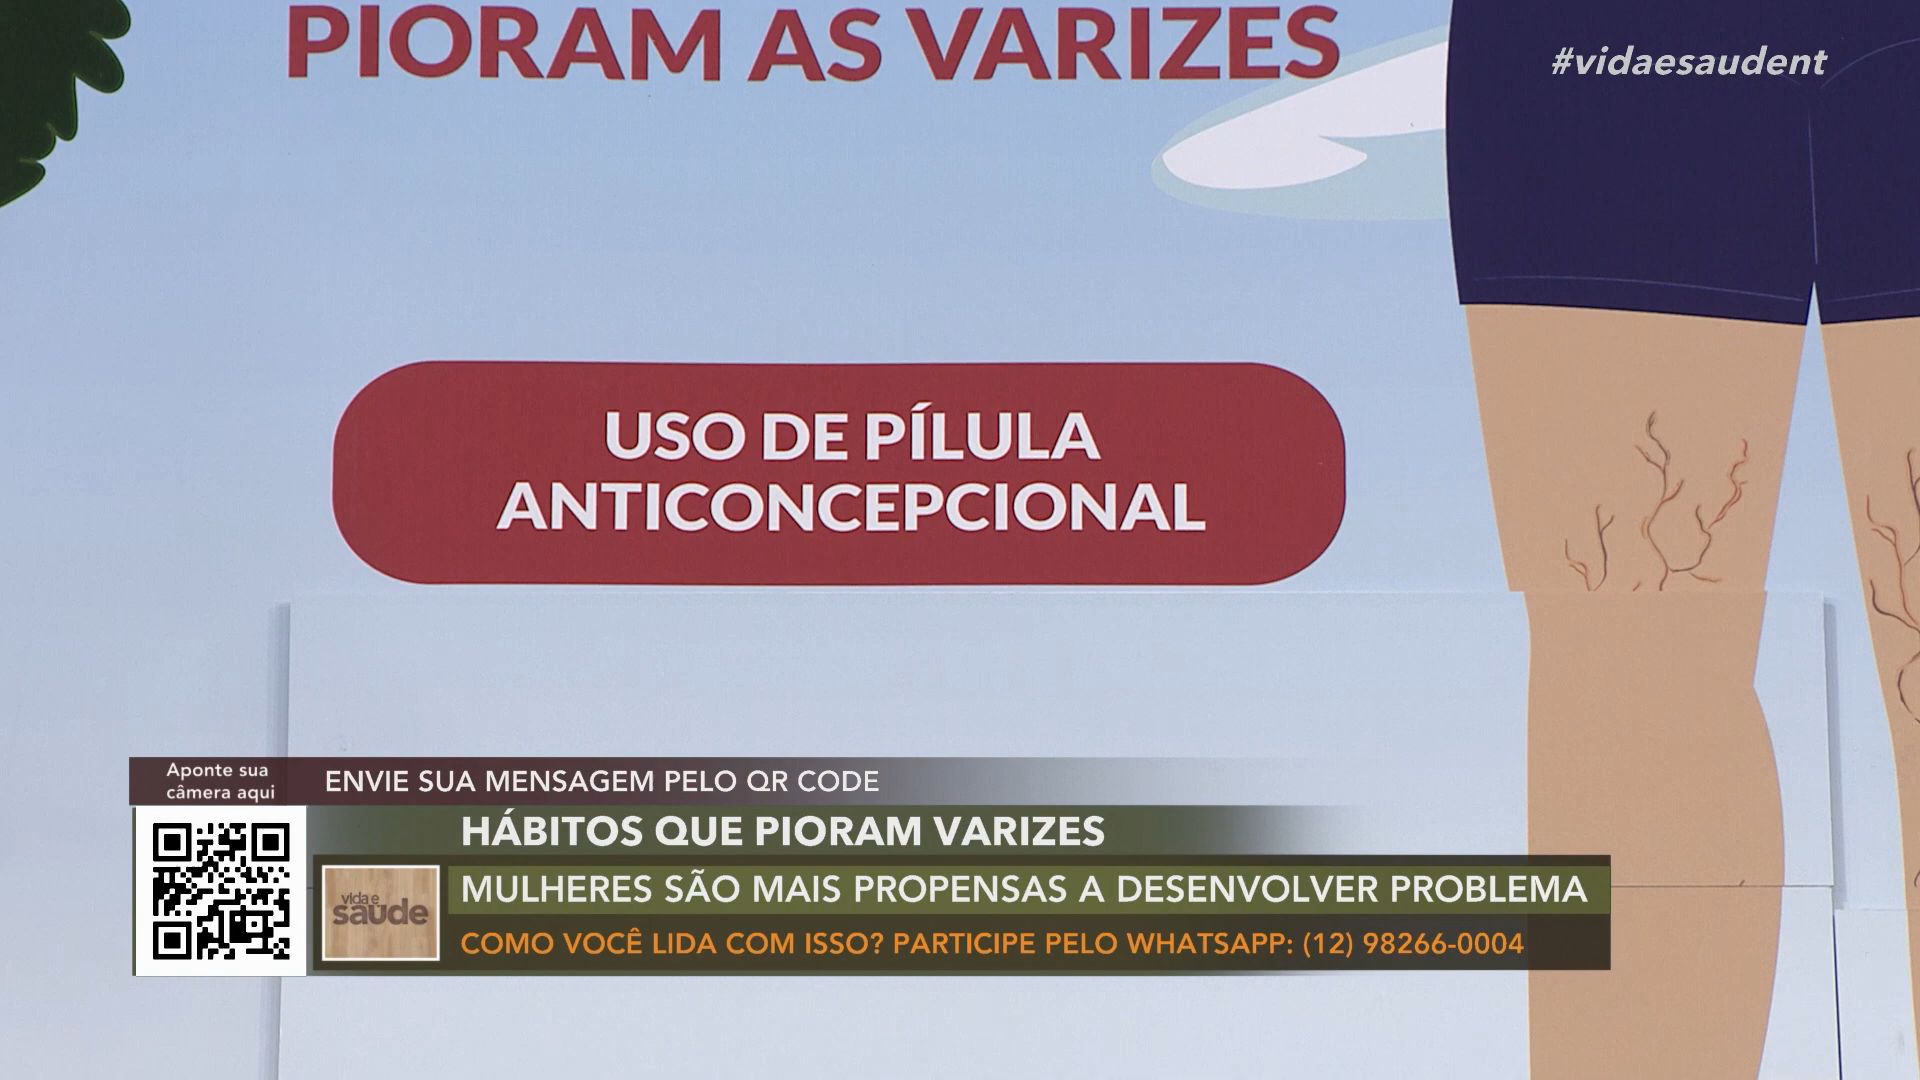 PIORAM AS VARIZES
#vidaesaudent
USO DE PÍLULA
ANTICONCEPCIONAL
Aponte sua
câmera aqui
ENVIE SUA MENSAGEM PELO QR CODE
HÁBITOS QUE PIORAM VARIZES
vida e
saúde
MULHERES SÃO MAIS PROPENSAS A DESENVOLVER PROBLEMA
COMO VOCÊ LIDA COM ISSO? PARTICIPE PELO WHATSAPP: (12) 98266-0004